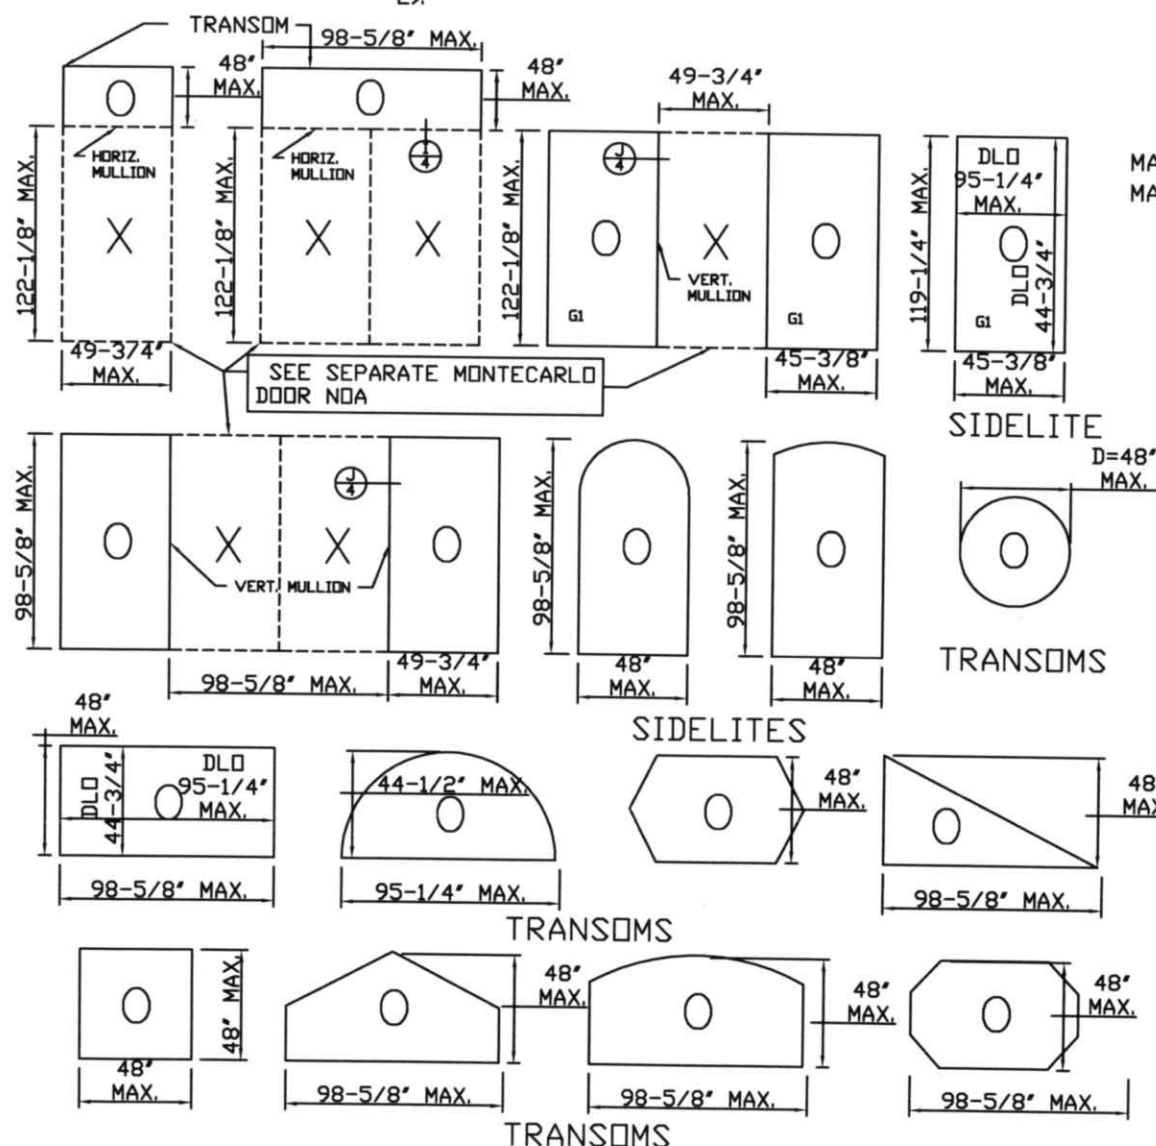 TRANSOM
98-5/8" MAX.
48" MAX.
48" MAX.
49-3/4" MAX.
O
O
HORIZ. MULLION
HORIZ. MULLION
I
4
J
4
122-1/8" MAX.
X
122-1/8" MAX.
X
X
122-1/8" MAX.
O
X
O
VERT. MULLION
G1
G1
119-1/4" MAX.
DLO
95-1/4" MAX.
O
DLO
44-3/4"
G1
MA
MA
49-3/4" MAX.
SEE SEPARATE MONTECARLO
DOOR NOA
45-3/8" MAX.
45-3/8" MAX.
SIDELITE
98-5/8" MAX.
O
X
X
O
J
4
VERT. MULLION
98-5/8" MAX.
49-3/4" MAX.
98-5/8" MAX.
O
48" MAX.
98-5/8" MAX.
O
48" MAX.
SIDELITES
D=48" MAX.
O
TRANSOMS
48" MAX.
DLO
44-3/4"
DLO
95-1/4" MAX.
O
98-5/8" MAX.
44-1/2" MAX.
O
95-1/4" MAX.
O
48" MAX.
O
48"
MAX
98-5/8" MAX.
TRANSOMS
O
48" MAX.
48" MAX.
O
48" MAX.
98-5/8" MAX.
O
48" MAX.
98-5/8" MAX.
O
48" MAX.
98-5/8" MAX.
TRANSOMS